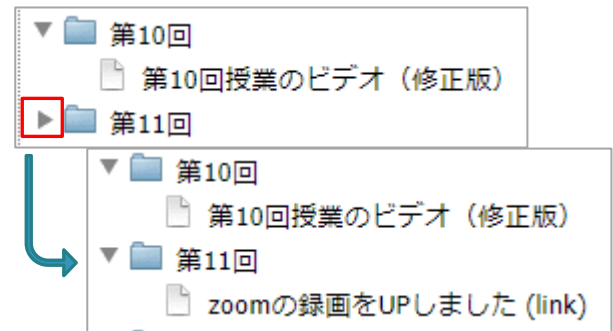 第10回
第10回授業のビデオ（修正版）
第11回
第10回
第10回授業のビデオ（修正版）
第11回
zoomの録画をUPしました (link)